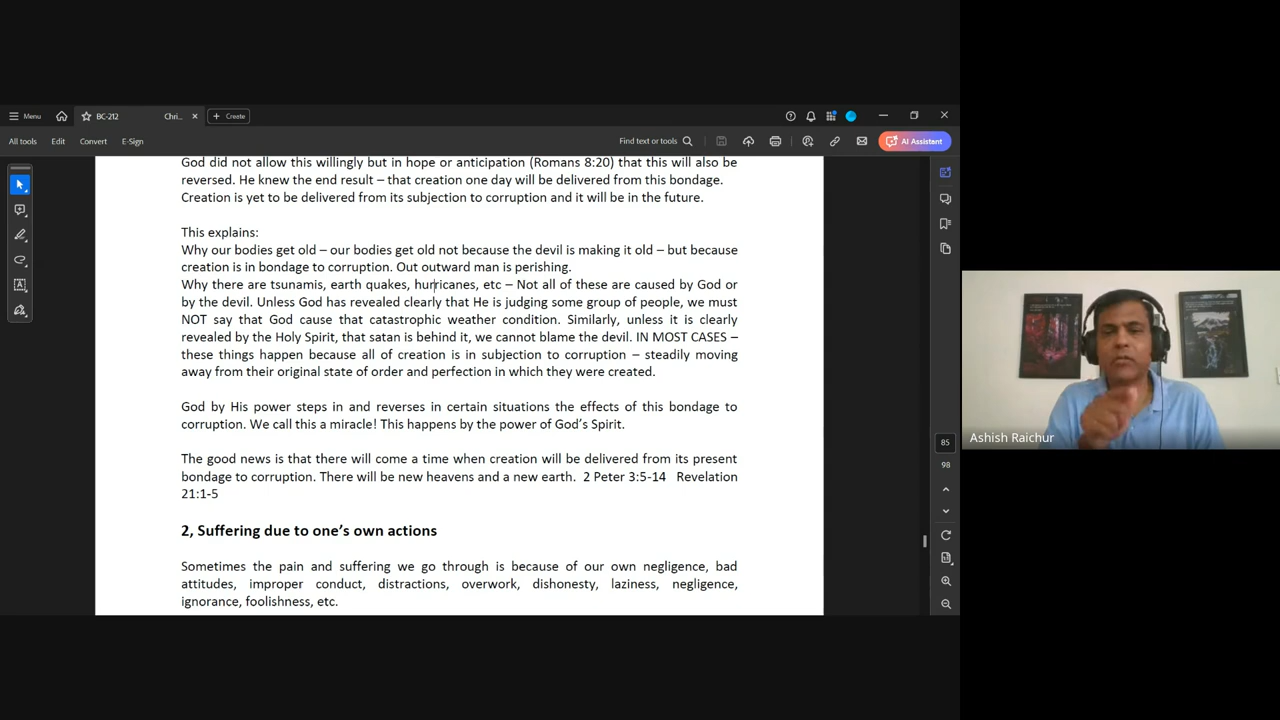 Menu
BC-212
Chri...
Create
All tools
Edit
Convert
E-Sign
Find text or tools
AI Assistant
God did not allow this willingly but in hope or anticipation (Romans 8:20) that this will also be
reversed. He knew the end result – that creation one day will be delivered from this bondage.
Creation is yet to be delivered from its subjection to corruption and it will be in the future.
This explains:
Why our bodies get old – our bodies get old not because the devil is making it old – but because
creation is in bondage to corruption. Out outward man is perishing.
Why there are tsunamis, earth quakes, hurricanes, etc – Not all of these are caused by God or
by the devil. Unless God has revealed clearly that He is judging some group of people, we must
NOT say that God cause that catastrophic weather condition. Similarly, unless it is clearly
revealed by the Holy Spirit, that satan is behind it, we cannot blame the devil. IN MOST CASES –
these things happen because all of creation is in subjection to corruption – steadily moving
away from their original state of order and perfection in which they were created.
God by His power steps in and reverses in certain situations the effects of this bondage to
corruption. We call this a miracle! This happens by the power of God's Spirit.
The good news is that there will come a time when creation will be delivered from its present
bondage to corruption. There will be new heavens and a new earth. 2 Peter 3:5-14 Revelation
21:1-5
2, Suffering due to one's own actions
Sometimes the pain and suffering we go through is because of our own negligence, bad
attitudes, improper conduct, distractions, overwork, dishonesty, laziness, negligence,
ignorance, foolishness, etc.
85
98
Ashish Raichur